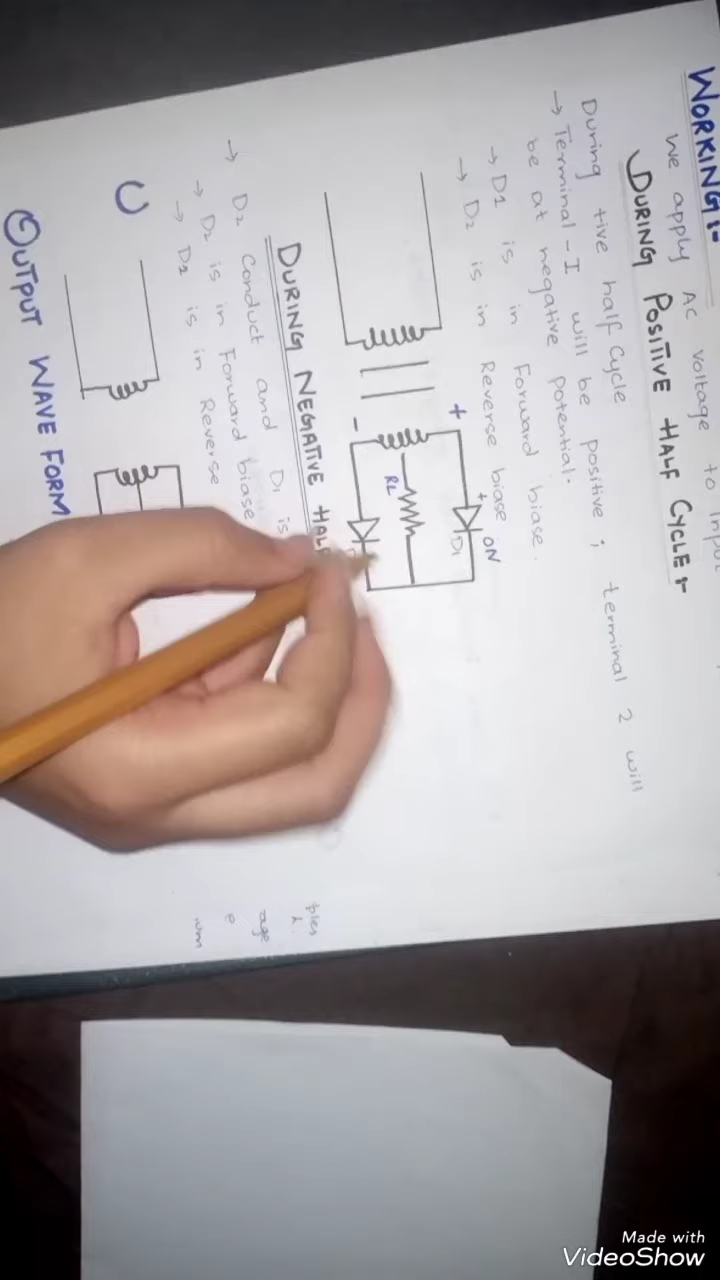 WORKING:-
We apply AC voltage to input
DURING POSITIVE HALF CYCLE:-
During +ive half cycle
→ Terminal-I will be positive ; terminal 2 will
be at negative potential.
→ D1 is in Forward biase.
→ D2 is in Reverse biase
ON
+
+
D1
RL
-
DURING NEGATIVE HALF
→ D2 conduct and D1 is
→ D2 is in Forward biase
→ D1 is in Reverse
OUTPUT WAVE FORM
Made with
VideoShow